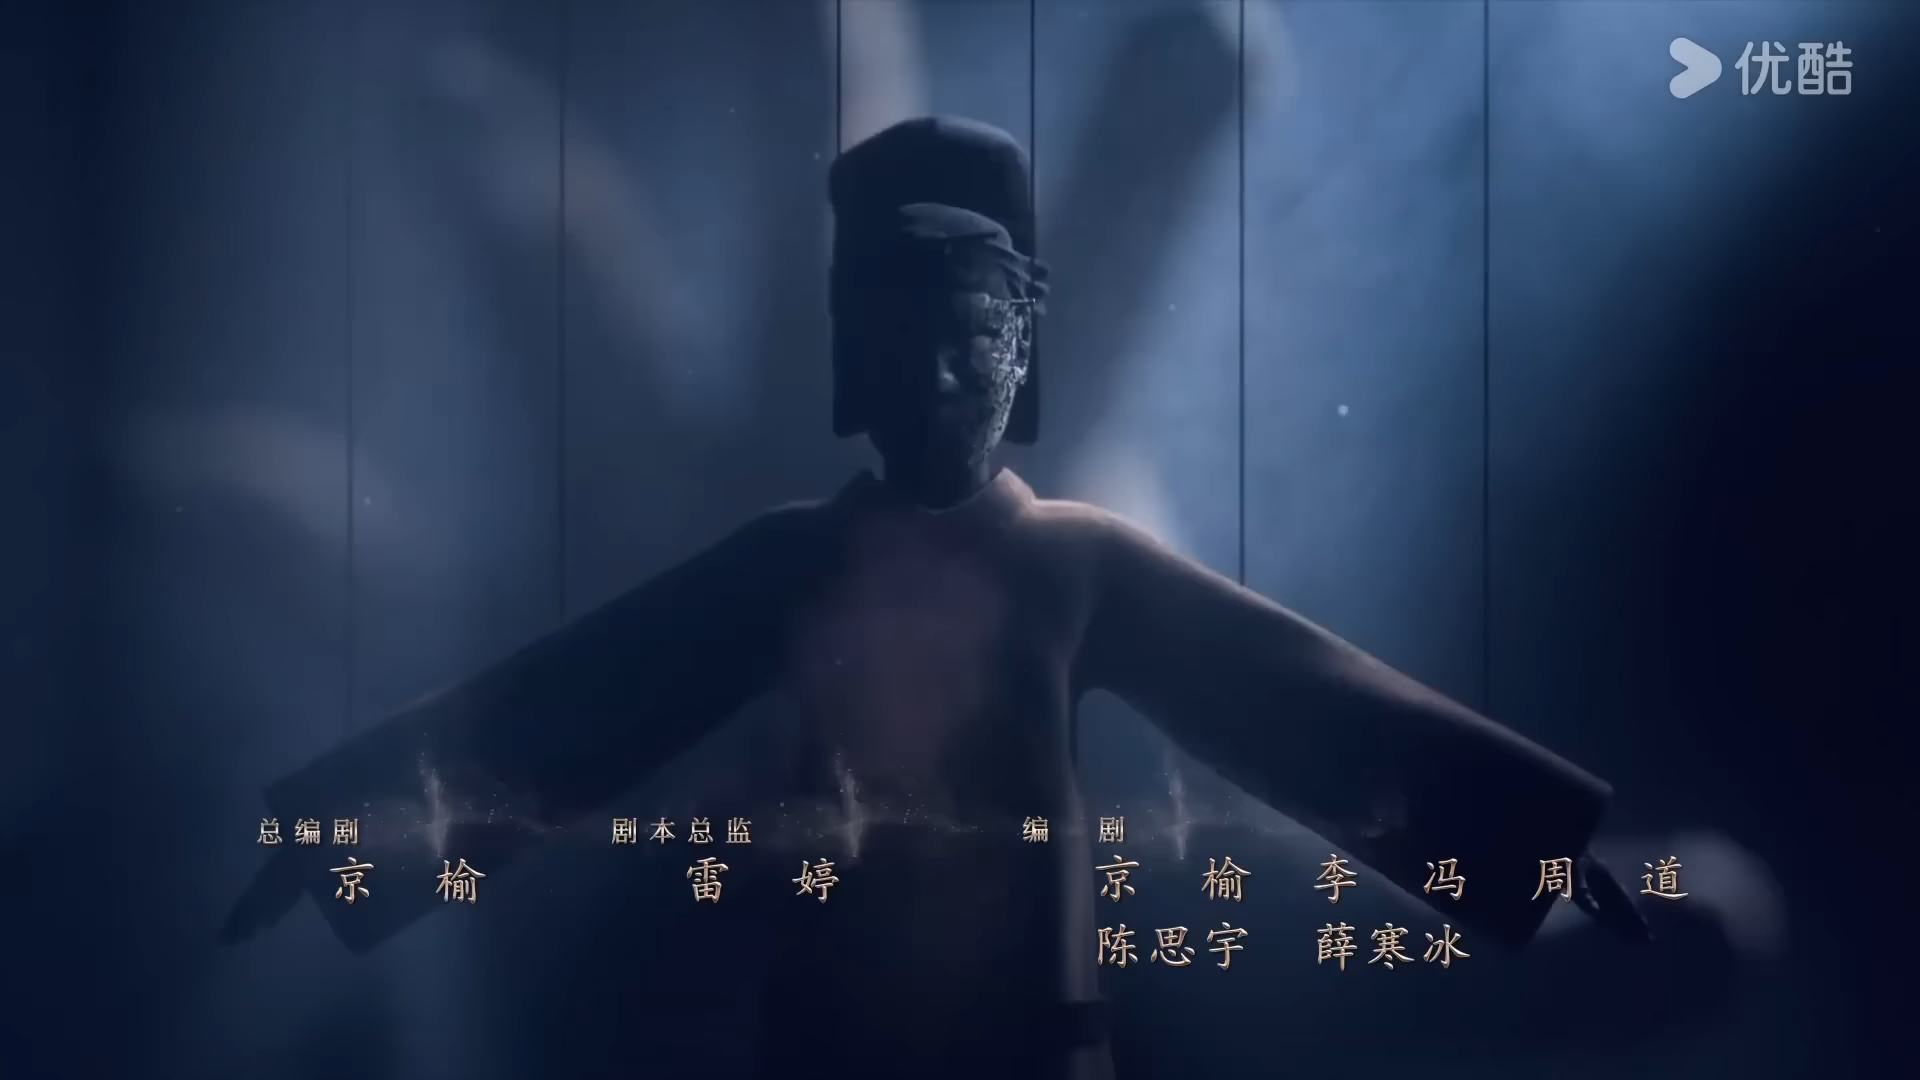 优酷
总编剧
京榆
剧本总监
雷婷
编剧
京榆 李冯 周道
陈思宇 薛寒冰